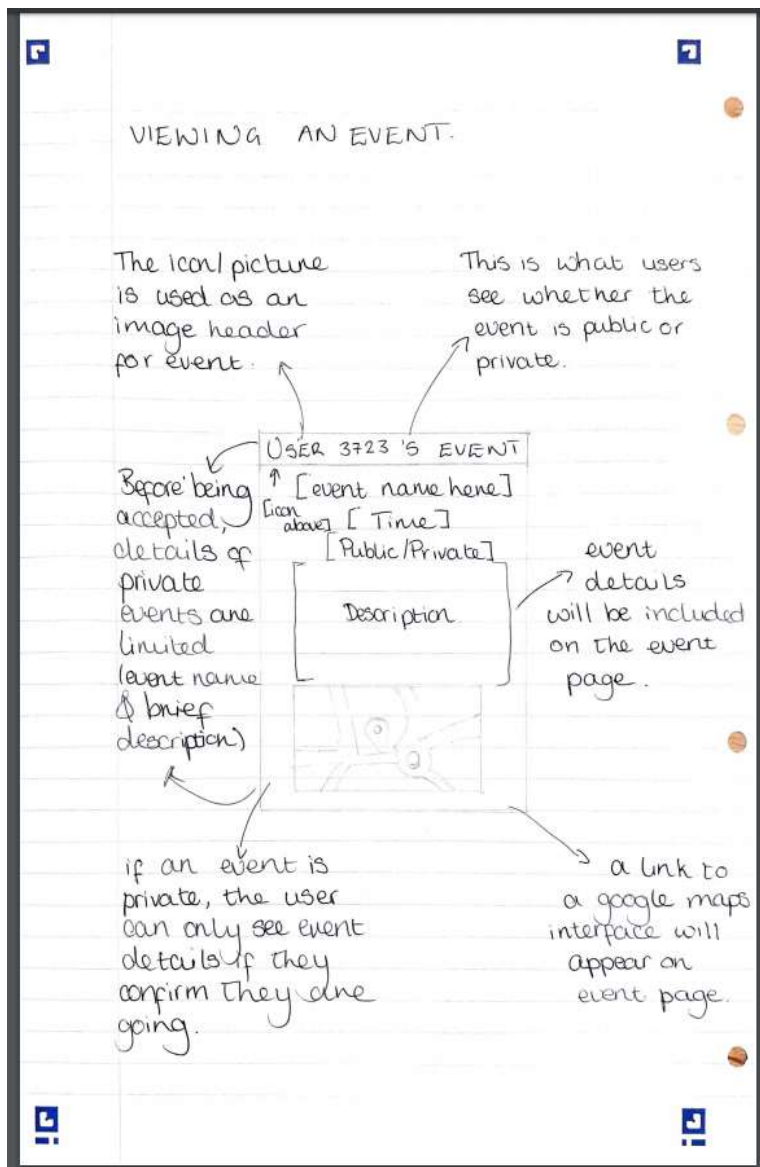 VIEWING AN EVENT.
The icon/picture
is used as an
image header
for event.
This is what users
see whether the
event is public or
private.
USER 3723'S EVENT
[event name here]
[icon
above]
[Time]
[Public/Private]
Description
Before being
accepted,
details of
private
events are
limited
(event name
& brief
description)
event
details
will be included
on the event
page.
if an event is
private, the user
can only see event
details if they
confirm they are
going.
a link to
a google maps
interface will
appear on
event page.